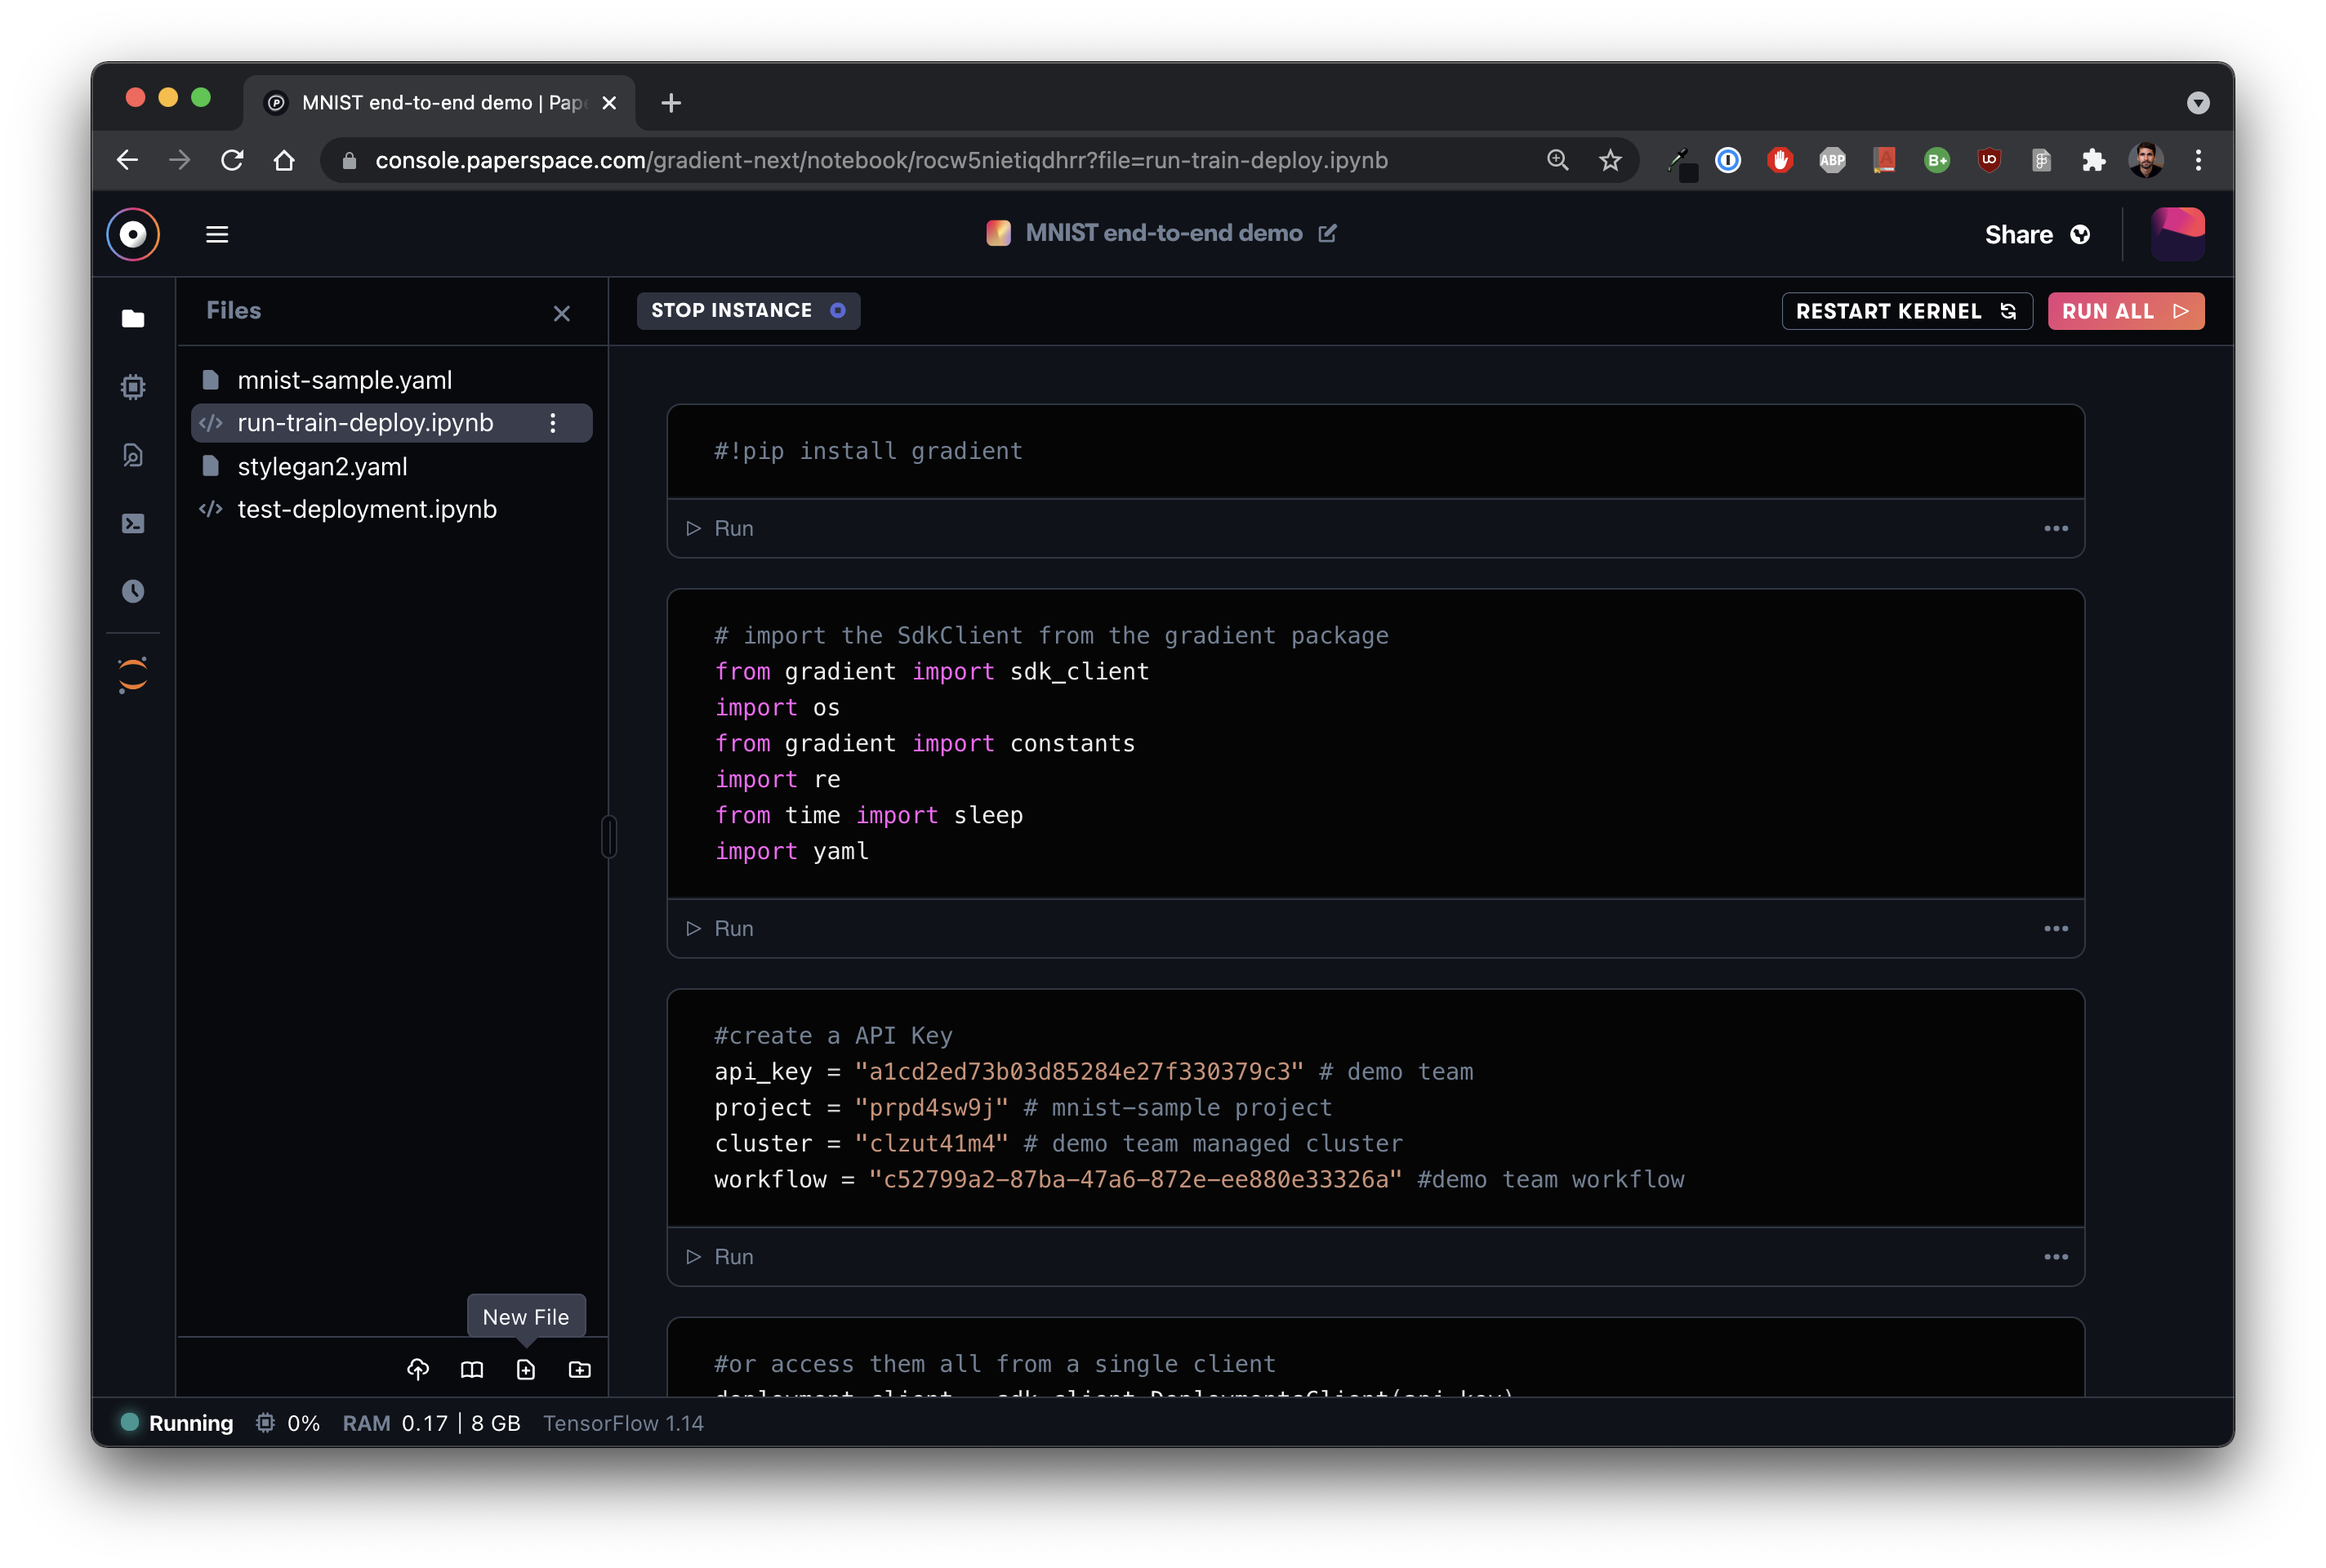 MNIST end-to-end demo | Pap
console.paperspace.com/gradient-next/notebook/rocw5nietiqdhrr?file=run-train-deploy.ipynb
ABP
B+
MNIST end-to-end demo
Share
Files
STOP INSTANCE
RESTART KERNEL
RUN ALL
mnist-sample.yaml
run-train-deploy.ipynb
stylegan2.yaml
test-deployment.ipynb
#!pip install gradient
Run
# import the SdkClient from the gradient package
from gradient import sdk_client
import os
from gradient import constants
import re
from time import sleep
import yaml
Run
#create a API Key
api_key = "a1cd2ed73b03d85284e27f330379c3" # demo team
project = "prpd4sw9j" # mnist-sample project
cluster = "clzut41m4" # demo team managed cluster
workflow = "c52799a2-87ba-47a6-872e-ee880e33326a" #demo team workflow
Run
#or access them all from a single client
deployment_client = sdk_client.DeploymentsClient(api_key)
New File
Running 0% RAM 0.17 | 8 GB TensorFlow 1.14